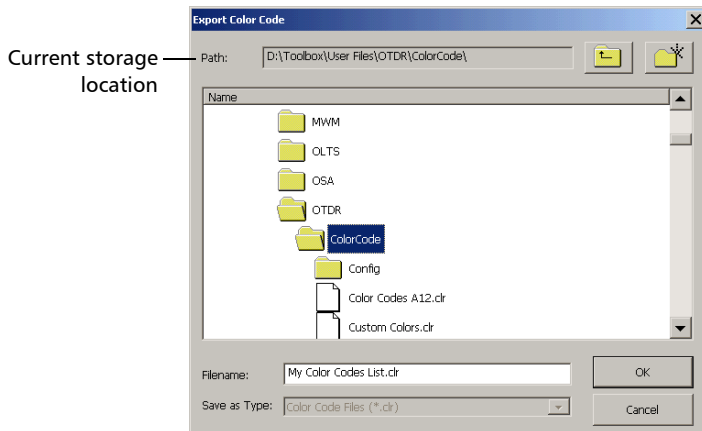 Export Color Code
Current storage
location
Path: D:\Toolbox\User Files\OTDR\ColorCode\
Name
MWM
OLTS
OSA
OTDR
ColorCode
Config
Color Codes A12.clr
Custom Colors.clr
Filename: My Color Codes List.clr
OK
Save as Type: Color Code Files (*.clr)
Cancel